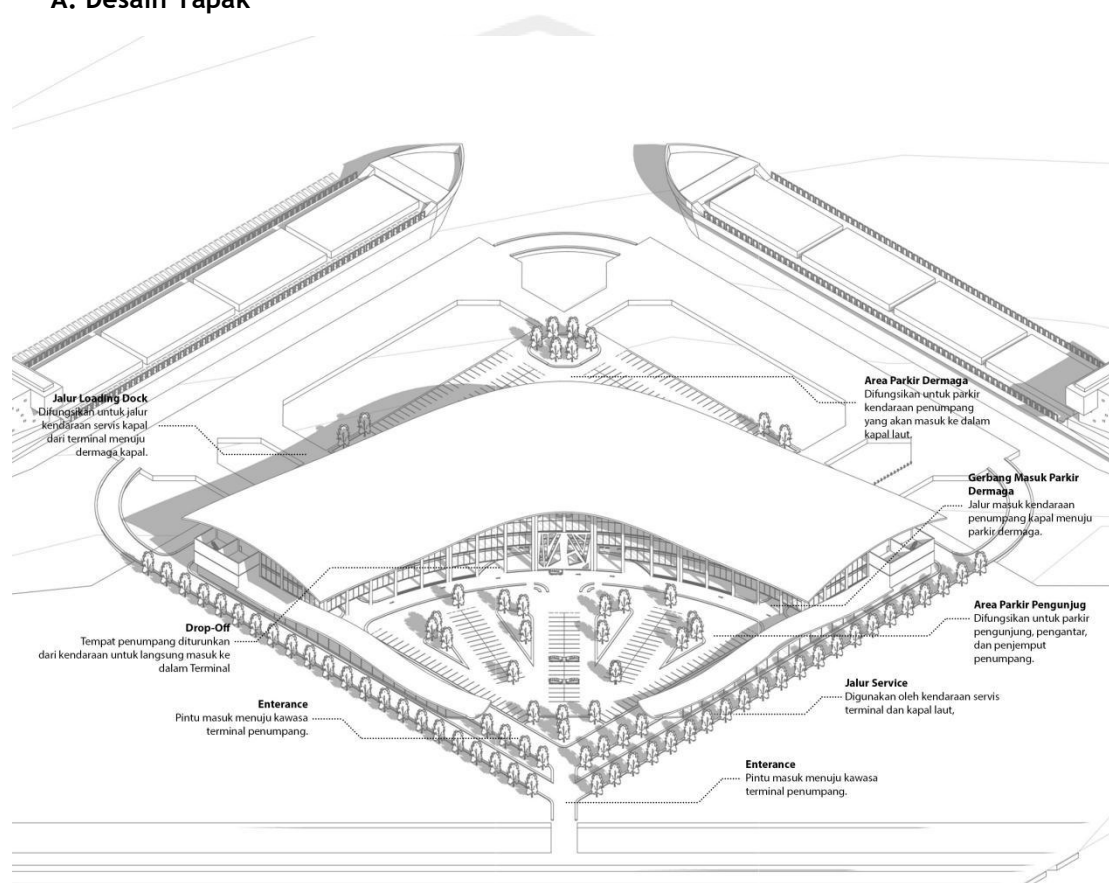 A. Desain Tapak
Jalur Loading Dock
Difungsikan untuk jalur
kendaraan servis kapal
dari terminal menuju
dermaga kapal.
Area Parkir Dermaga
Difungsikan untuk parkir
kendaraan penumpang
yang akan masuk ke dalam
kapal laut.
Gerbang Masuk Parkir
Dermaga
Jalur masuk kendaraan
penumpang kapal menuju
parkir dermaga.
Drop-Off
Tempat penumpang diturunkan
dari kendaraan untuk langsung masuk ke
dalam Terminal
Area Parkir Pengunjug
Difungsikan untuk parkir
pengunjung, pengantar,
dan penjemput
penumpang.
Enterance
Pintu masuk menuju kawasa
terminal penumpang.
Jalur Service
Digunakan oleh kendaraan servis
terminal dan kapal laut,
Enterance
Pintu masuk menuju kawasa
terminal penumpang.